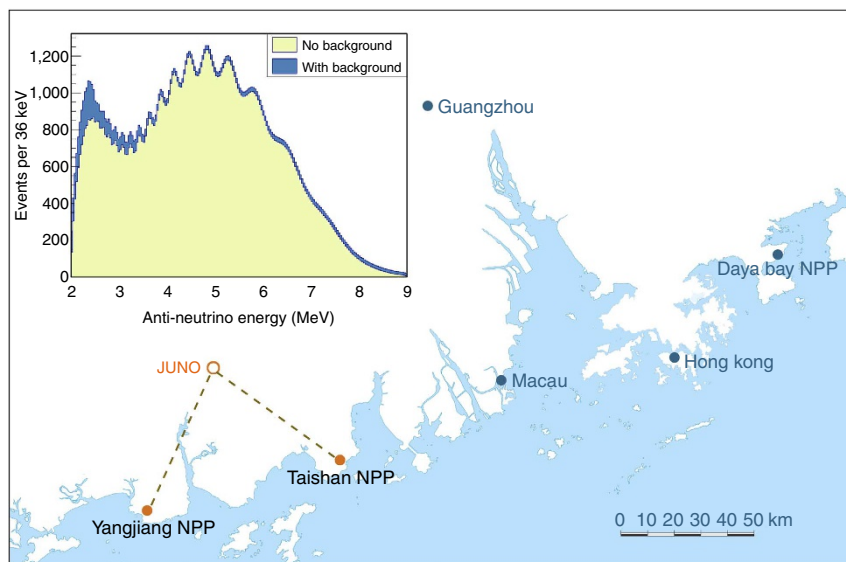 1,200
1,000
800
600
400
200
0
Events per 36 keV
No background
With background
2 3 4 5 6 7 8 9
Anti-neutrino energy (MeV)
Guangzhou
Daya bay NPP
JUNO
Macau
Hong kong
Taishan NPP
Yangjiang NPP
0 10 20 30 40 50 km